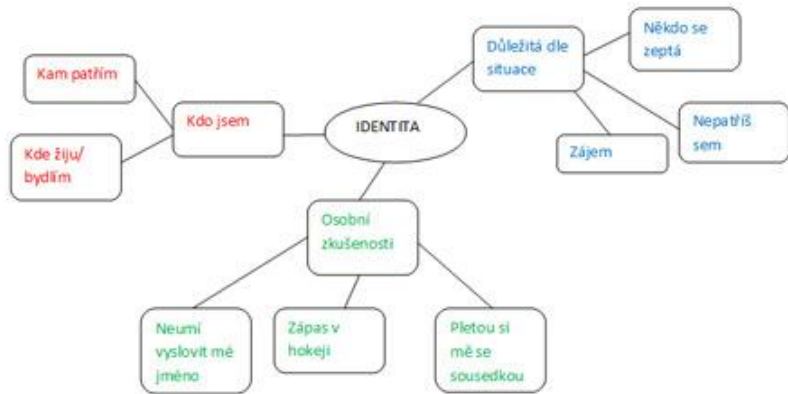 IDENTITA
Kdo jsem
Kam patřím
Kde žiju/
bydlím
Důležitá dle
situace
Někdo se
zeptá
Nepatříš
sem
Zájem
Osobní
zkušenosti
Neumí
vyslovit mé
jméno
Zápas v
hokeji
Pletou si
mě se
sousedkou